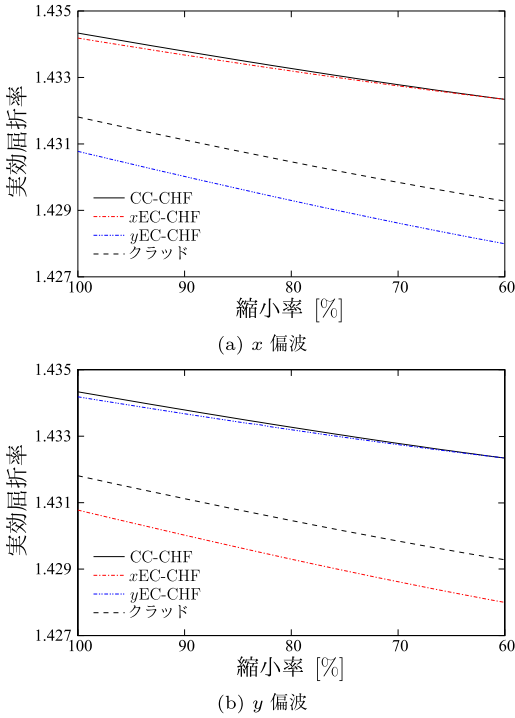 1.435
1.433
1.431
1.429
1.427
実効屈折率
CC-CHF
xEC-CHF
yEC-CHF
クラッド
100 90 80 70 60
縮小率 [%]
(a) x 偏波
1.435
1.433
1.431
1.429
1.427
実効屈折率
CC-CHF
xEC-CHF
yEC-CHF
クラッド
100 90 80 70 60
縮小率 [%]
(b) y 偏波